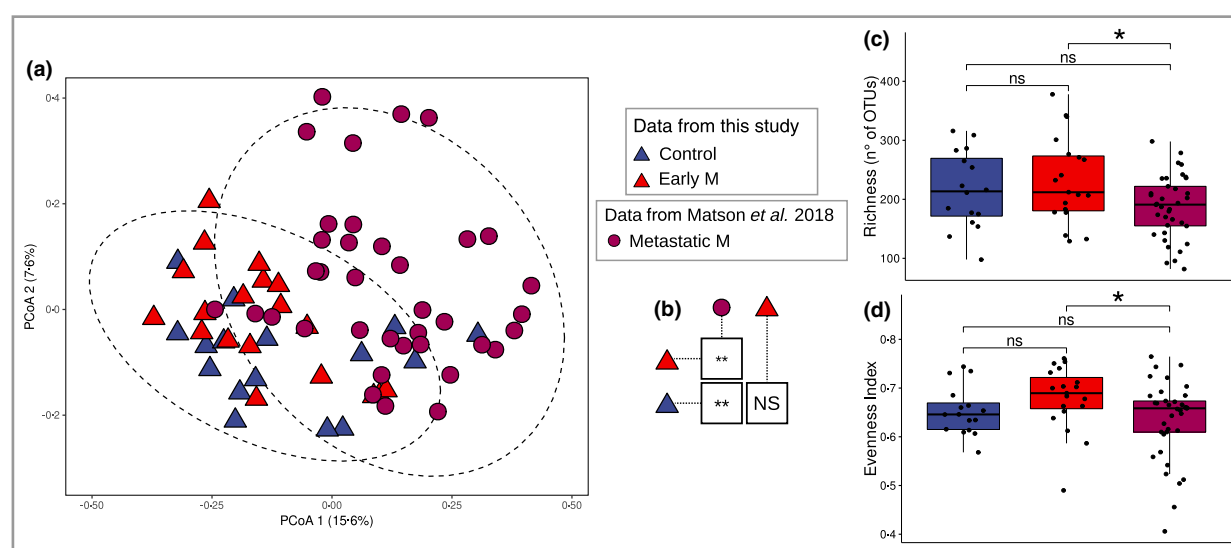 (a)
0·4
0·2
0·0
-0·2
PCoA 2 (7·6%)
-0·50
-0·25
0·00
0·25
0·50
PCoA 1 (15·6%)
Data from this study
Control
Early M
Data from Matson et al. 2018
Metastatic M
(b)
**
**
NS
(c)
*
ns
ns
400
300
200
100
Richness (n° of OTUs)
(d)
*
ns
ns
0·8
0·7
0·6
0·5
0·4
Evenness Index